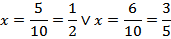 x = 5/10 = 1/2 ∨ x = 6/10 = 3/5